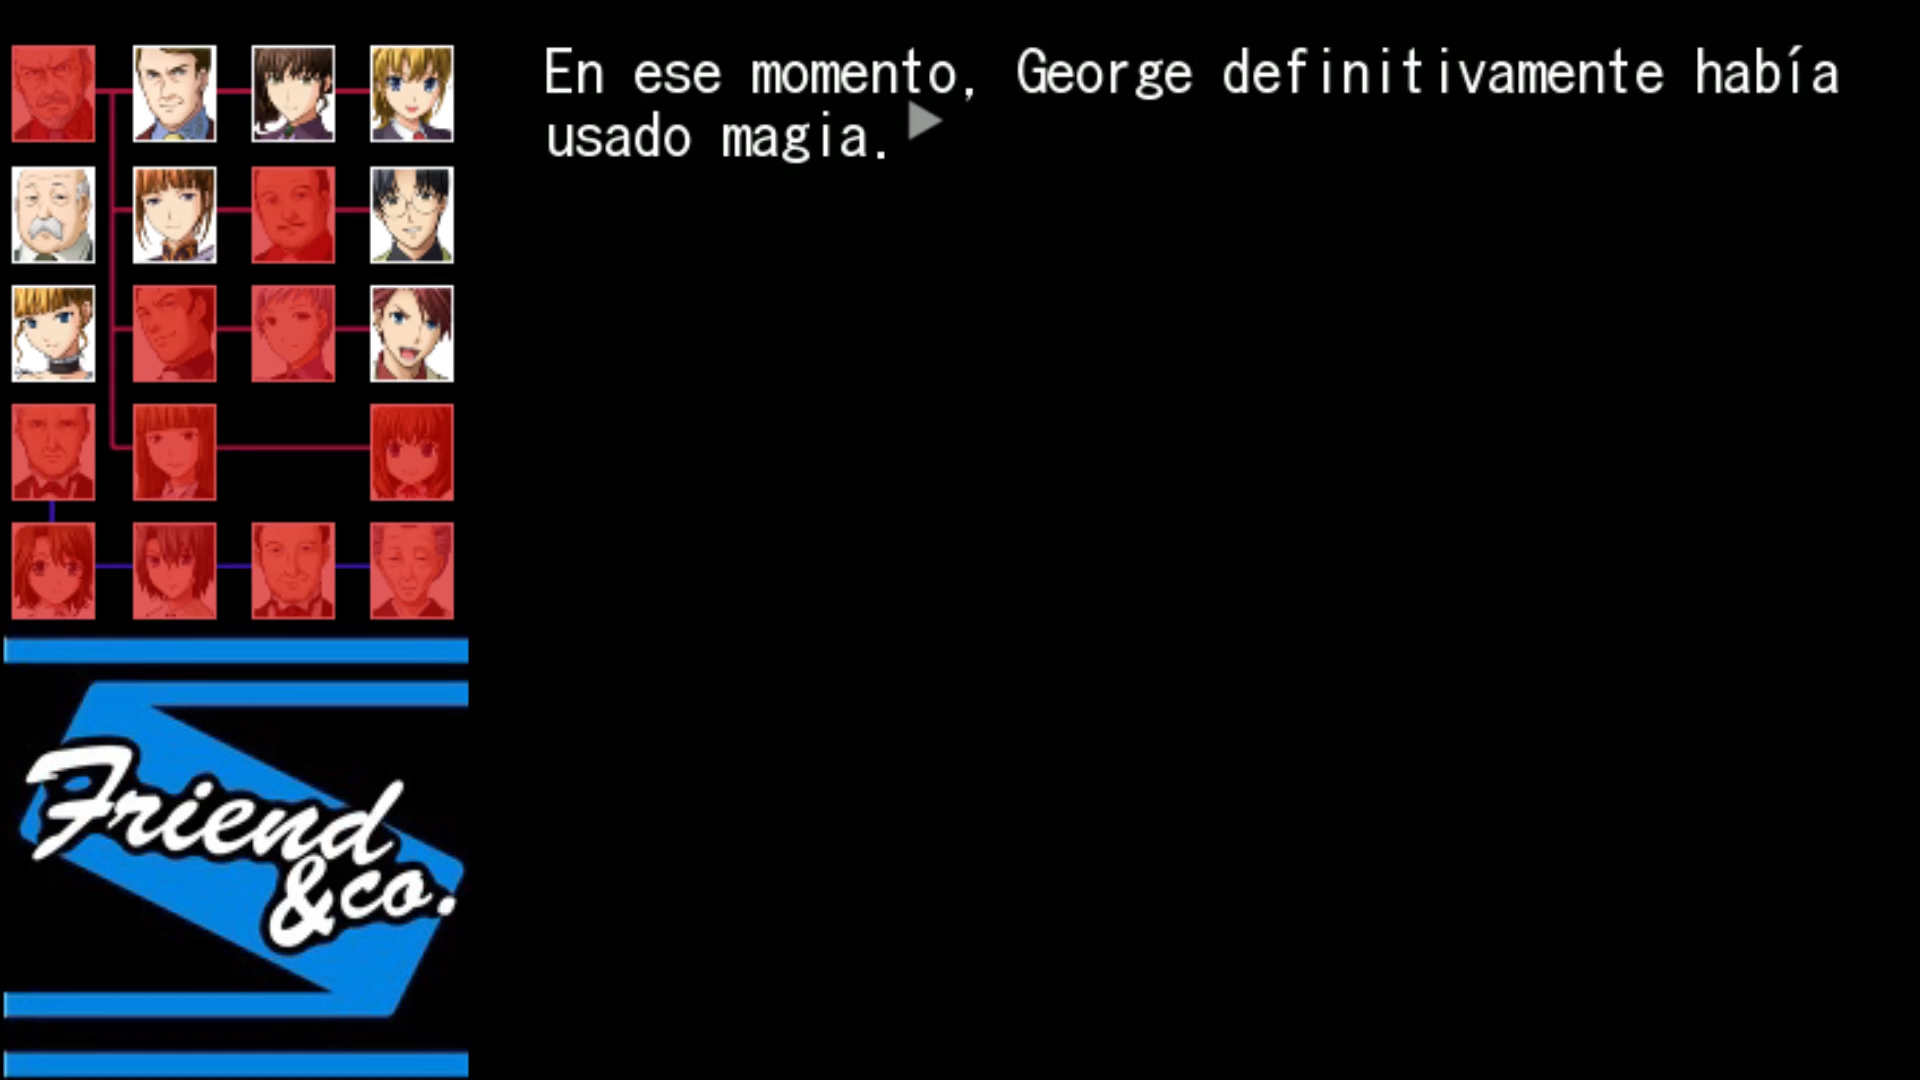 En ese momento, George definitivamente había
usado magia.
Friend
&co.